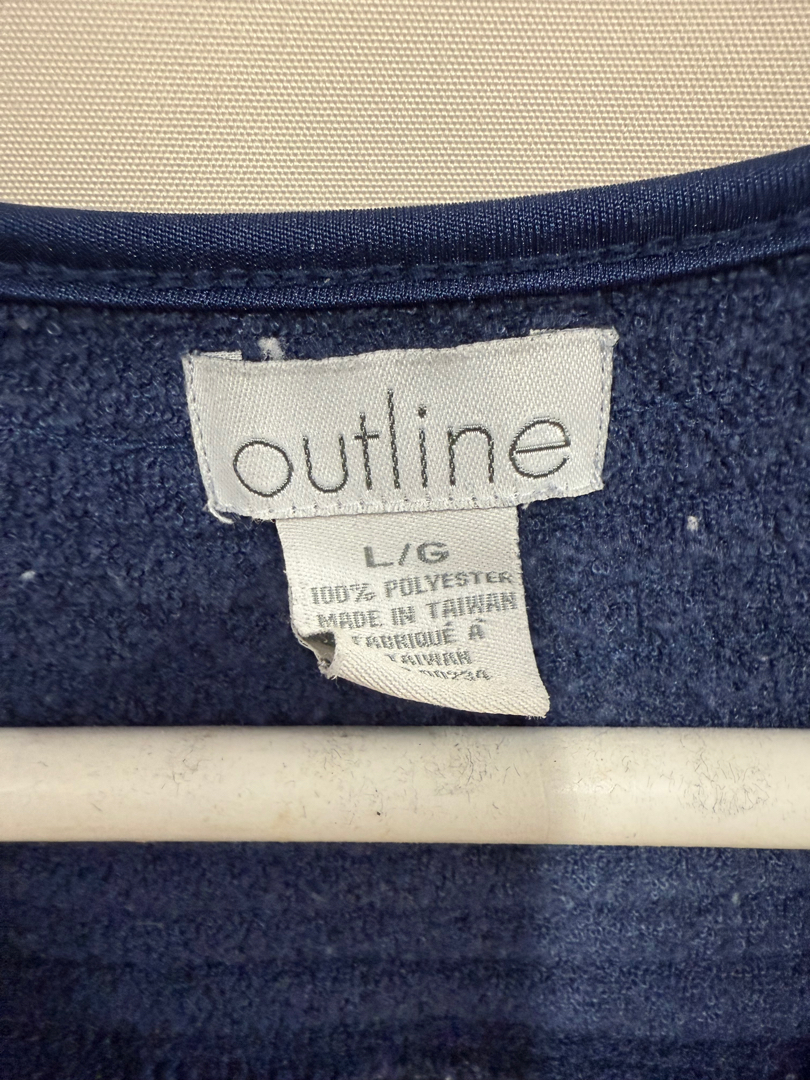 outline
L/G
100% POLYESTER
MADE IN TAIWAN
FABRIQUÉ À
TAIWAN